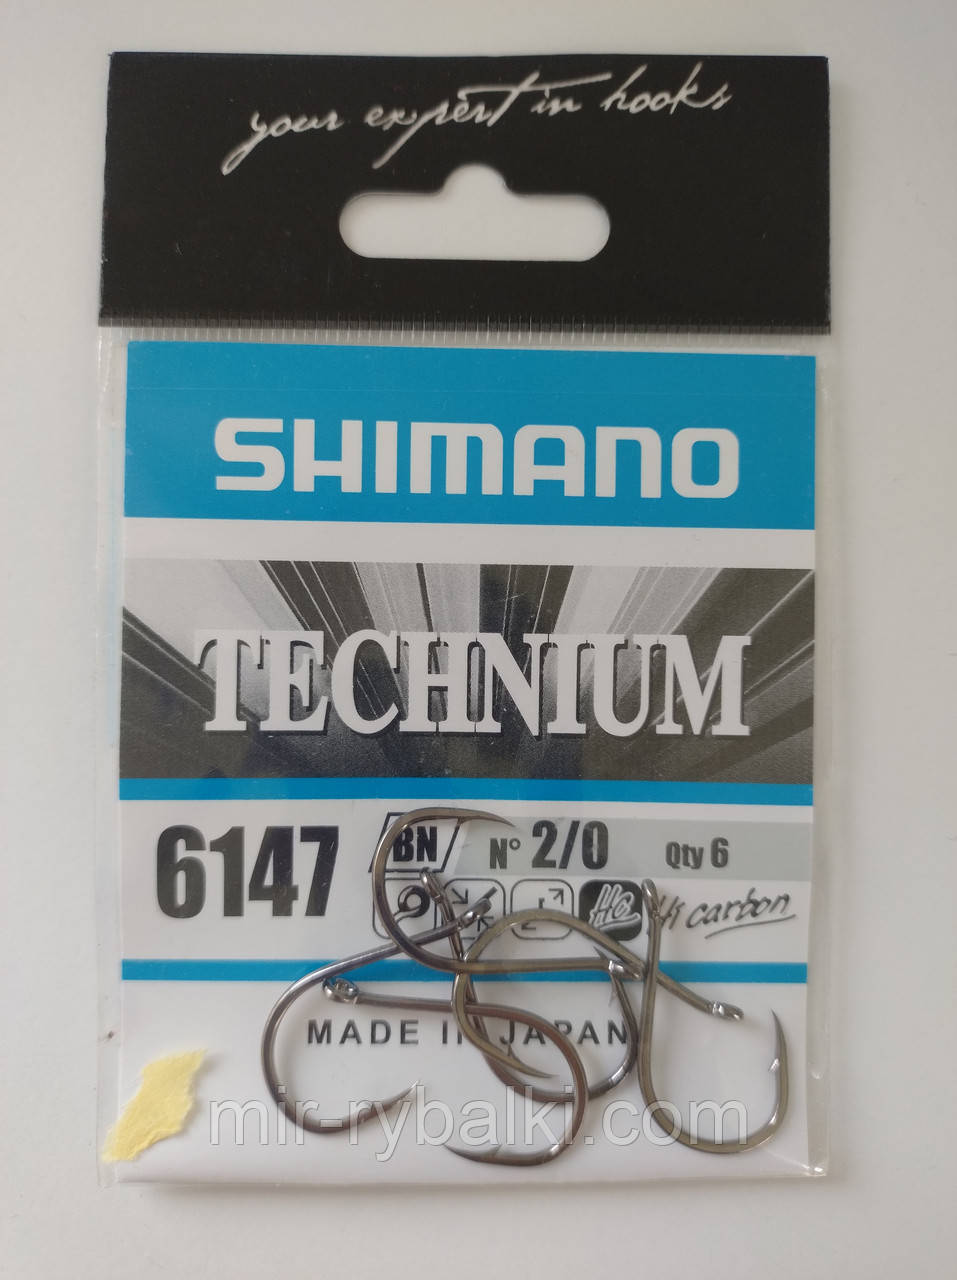 your expert in hooks
SHIMANO
TECHNIUM
6147 BN N° 2/0 Qty 6
HC Hi carbon
MADE IN JAPAN
mir-rybalki.com